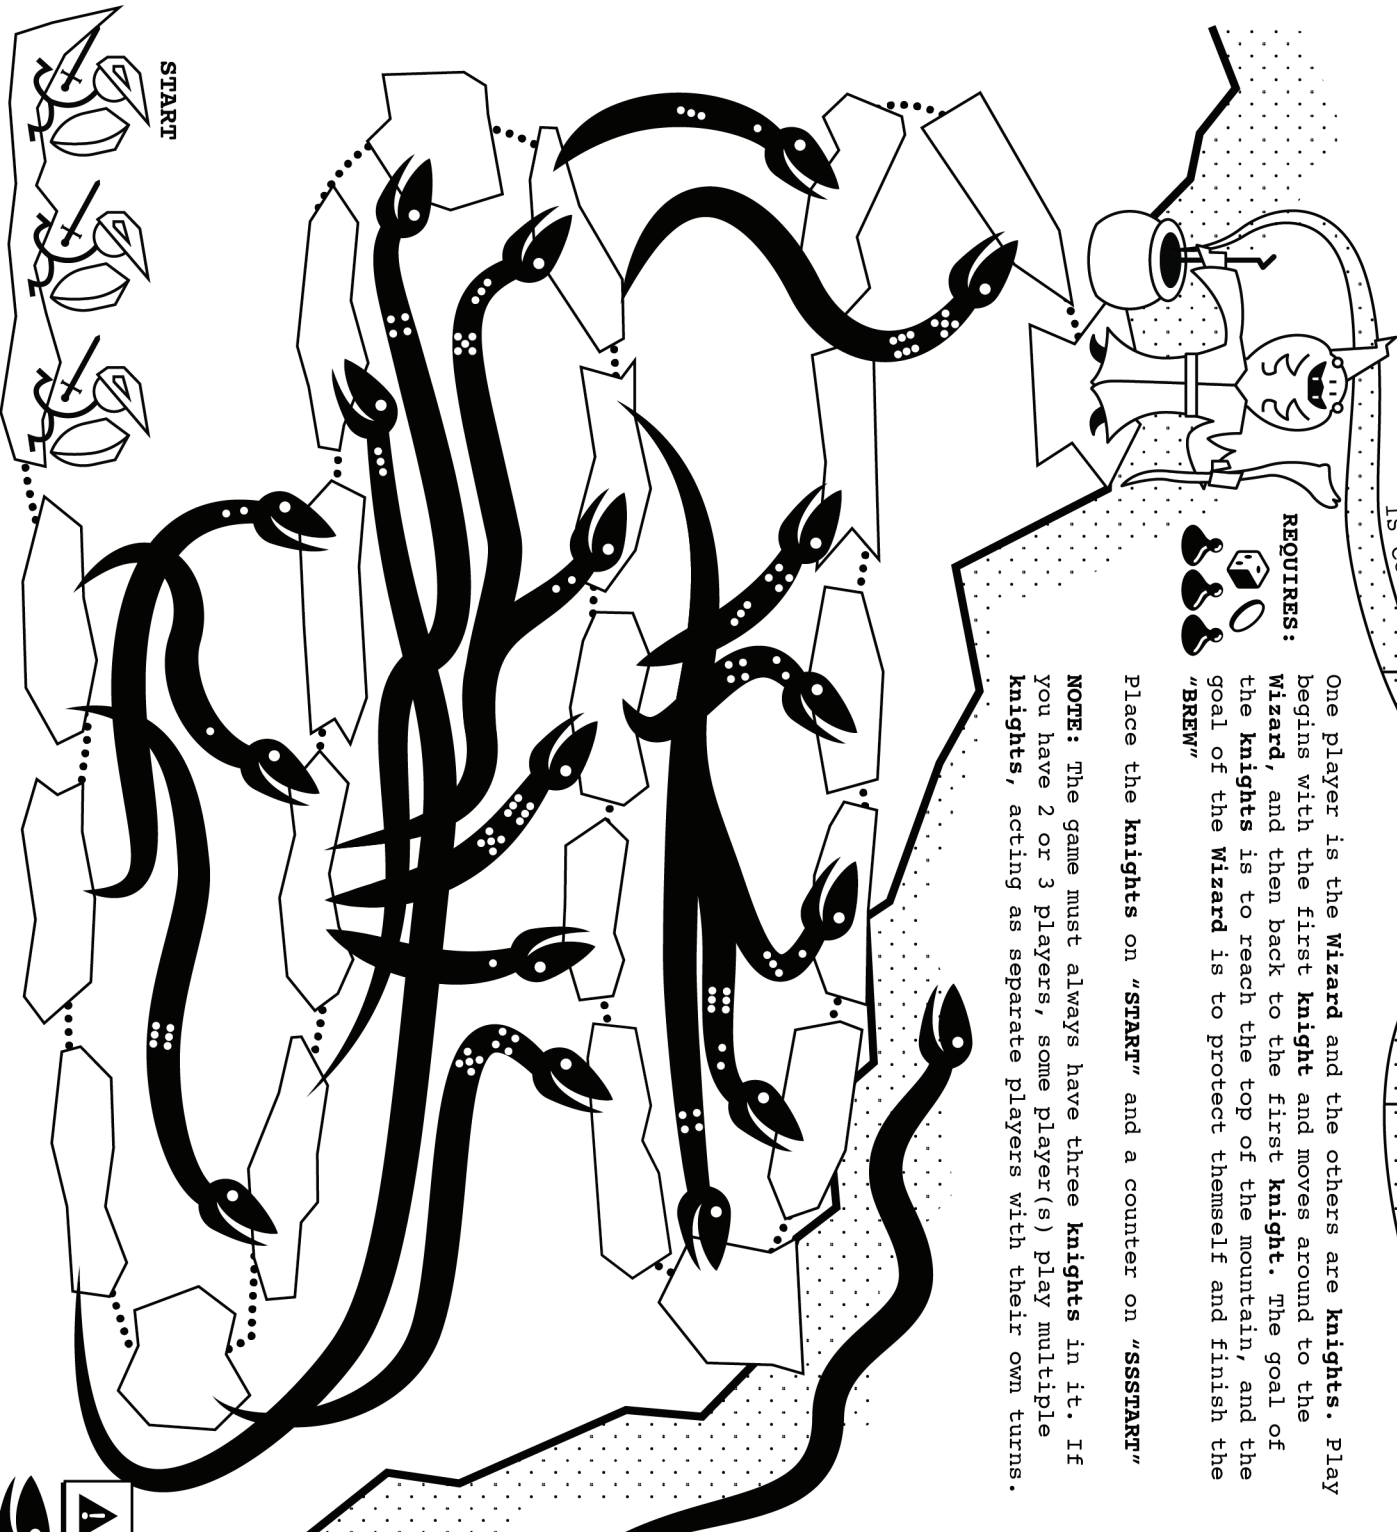 START
REQUIRES:
One player is the Wizard and the others are knights. Play
begins with the first knight and moves around to the
Wizard, and then back to the first knight. The goal of
the knights is to reach the top of the mountain, and the
goal of the Wizard is to protect themself and finish the
“BREW”
Place the knights on “START” and a counter on “SSSTART”
NOTE: The game must always have three knights in it. If
you have 2 or 3 players, some player(s) play multiple
knights, acting as separate players with their own turns.